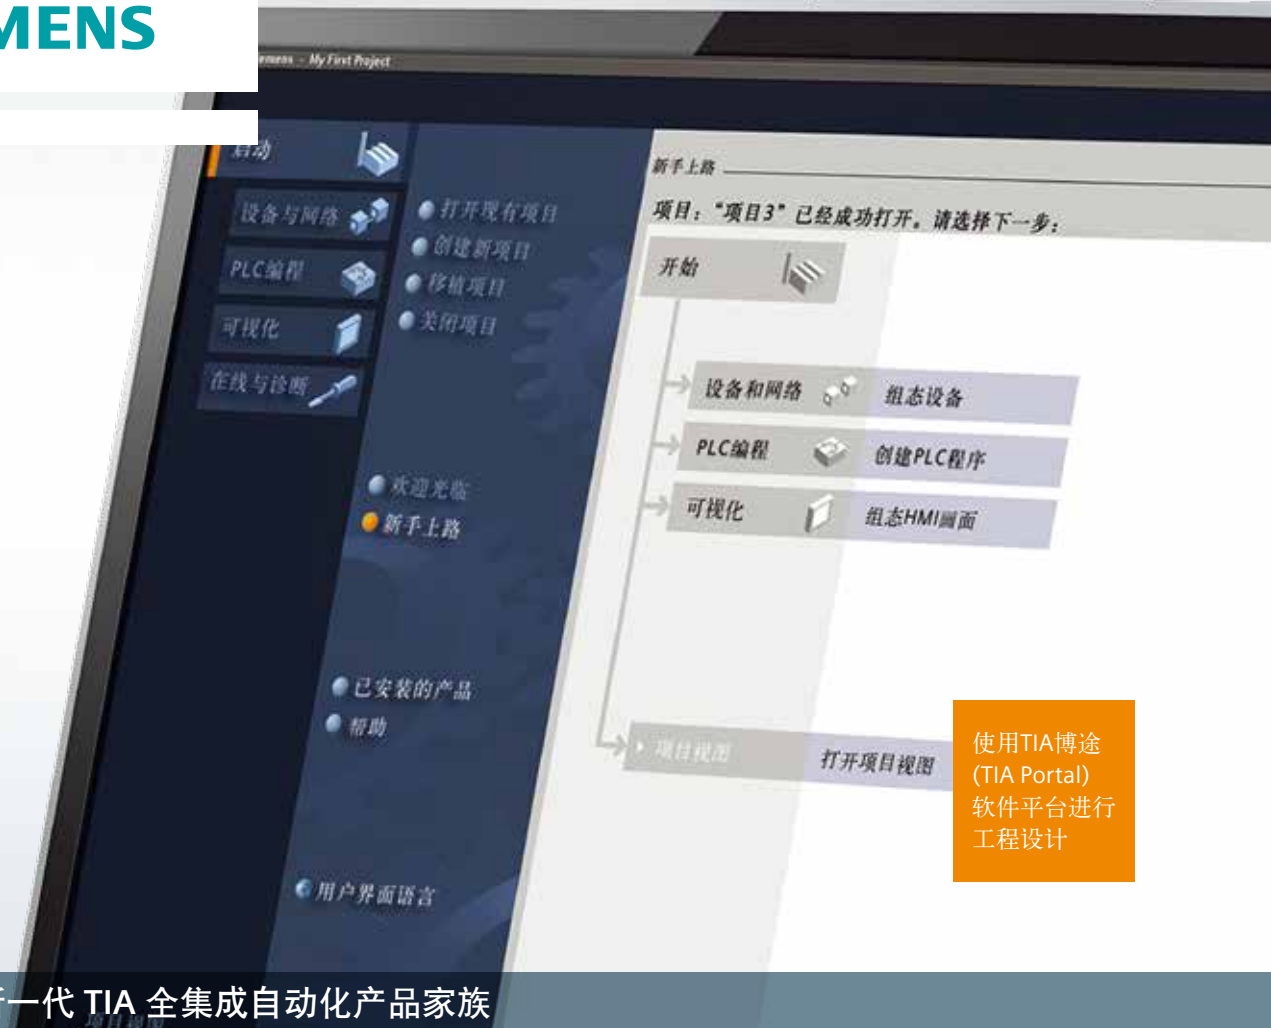 MENS
emens - My First Project
启动
设备与网络
PLC编程
可视化
在线与诊断
打开现有项目
创建新项目
移植项目
关闭项目
欢迎光临
新手上路
已安装的产品
帮助
用户界面语言
新手上路
项目：“项目3”已经成功打开。请选择下一步：
开始
设备和网络 组态设备
PLC编程 创建PLC程序
可视化 组态HMI画面
项目视图 打开项目视图
使用TIA博途
(TIA Portal)
软件平台进行
工程设计
新一代 TIA 全集成自动化产品家族
项目视图